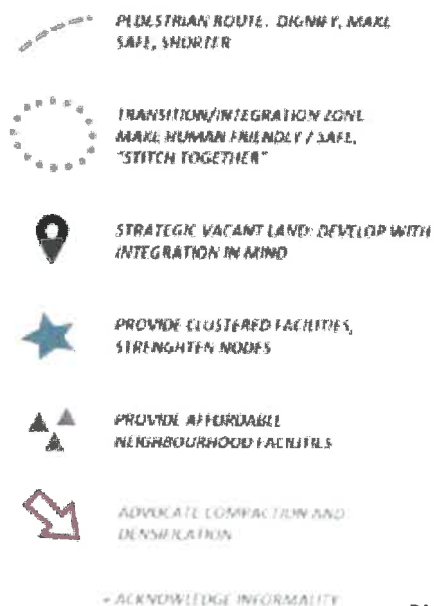 PEDESTRIAN ROUTE. DIGNIFY, MAKE
SAFE, SHORTER
TRANSITION/INTEGRATION ZONE
MAKE HUMAN FRIENDLY / SAFE,
"STITCH TOGETHER"
STRATEGIC VACANT LAND: DEVELOP WITH
INTEGRATION IN MIND
PROVIDE CLUSTERED FACILITIES,
STRENGHTEN NODES
PROVIDE AFFORDABLE
NEIGHBOURHOOD FACILITIES
ADVOCATE COMPACTION AND
DENSIFICATION
- ACKNOWLEDGE INFORMALITY